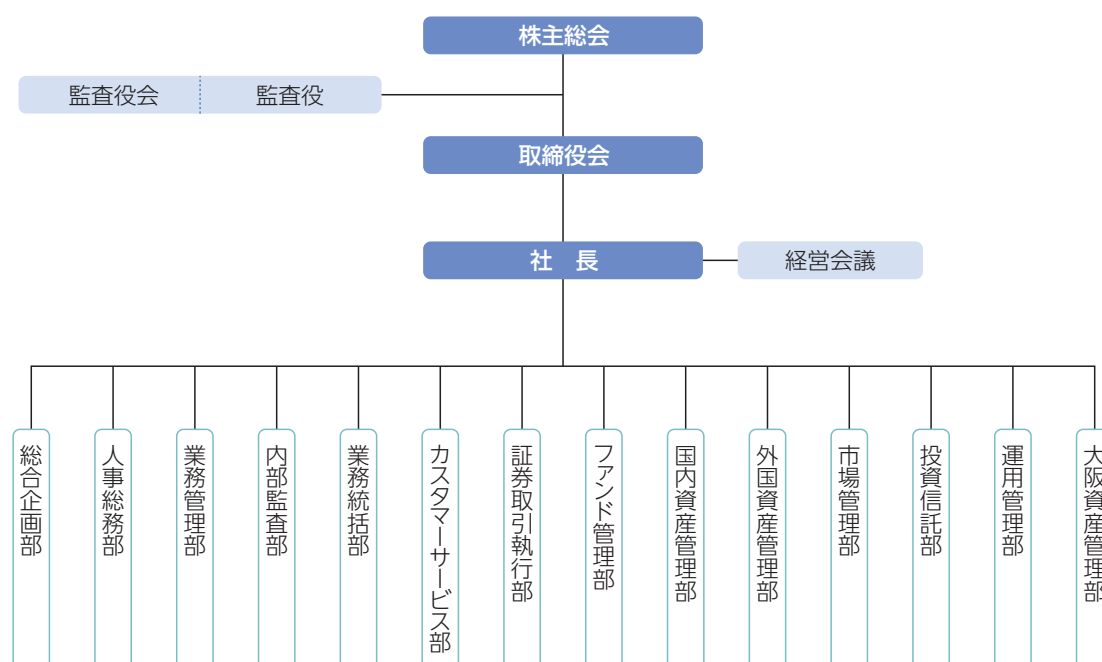 株主総会
監査役会 監査役
取締役会
社 長
経営会議
総合企画部
人事総務部
業務管理部
内部監査部
業務統括部
カスタマーサービス部
証券取引執行部
ファンド管理部
国内資産管理部
外国資産管理部
市場管理部
投資信託部
運用管理部
大阪資産管理部